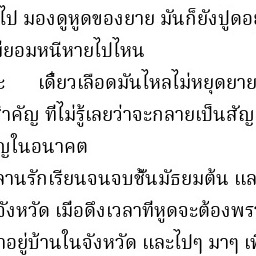 ไป มองดูหูดของยาย มันก็ยังปูดอย
ยอมหนีหายไปไหน
ะ เดี๋ยวเลือดมันไหลไม่หยุดยาย
สำคัญ ที่ไม่รู้เลยว่าจะกลายเป็นสัญ
ญในอนาคต
ลานรักเรียนจนจบชั้นมัธยมต้น แล
จังหวัด เมื่อดึงเวลาที่หูดจะต้องพร
าอยู่บ้านในจังหวัด และไปๆ มาๆ เพ